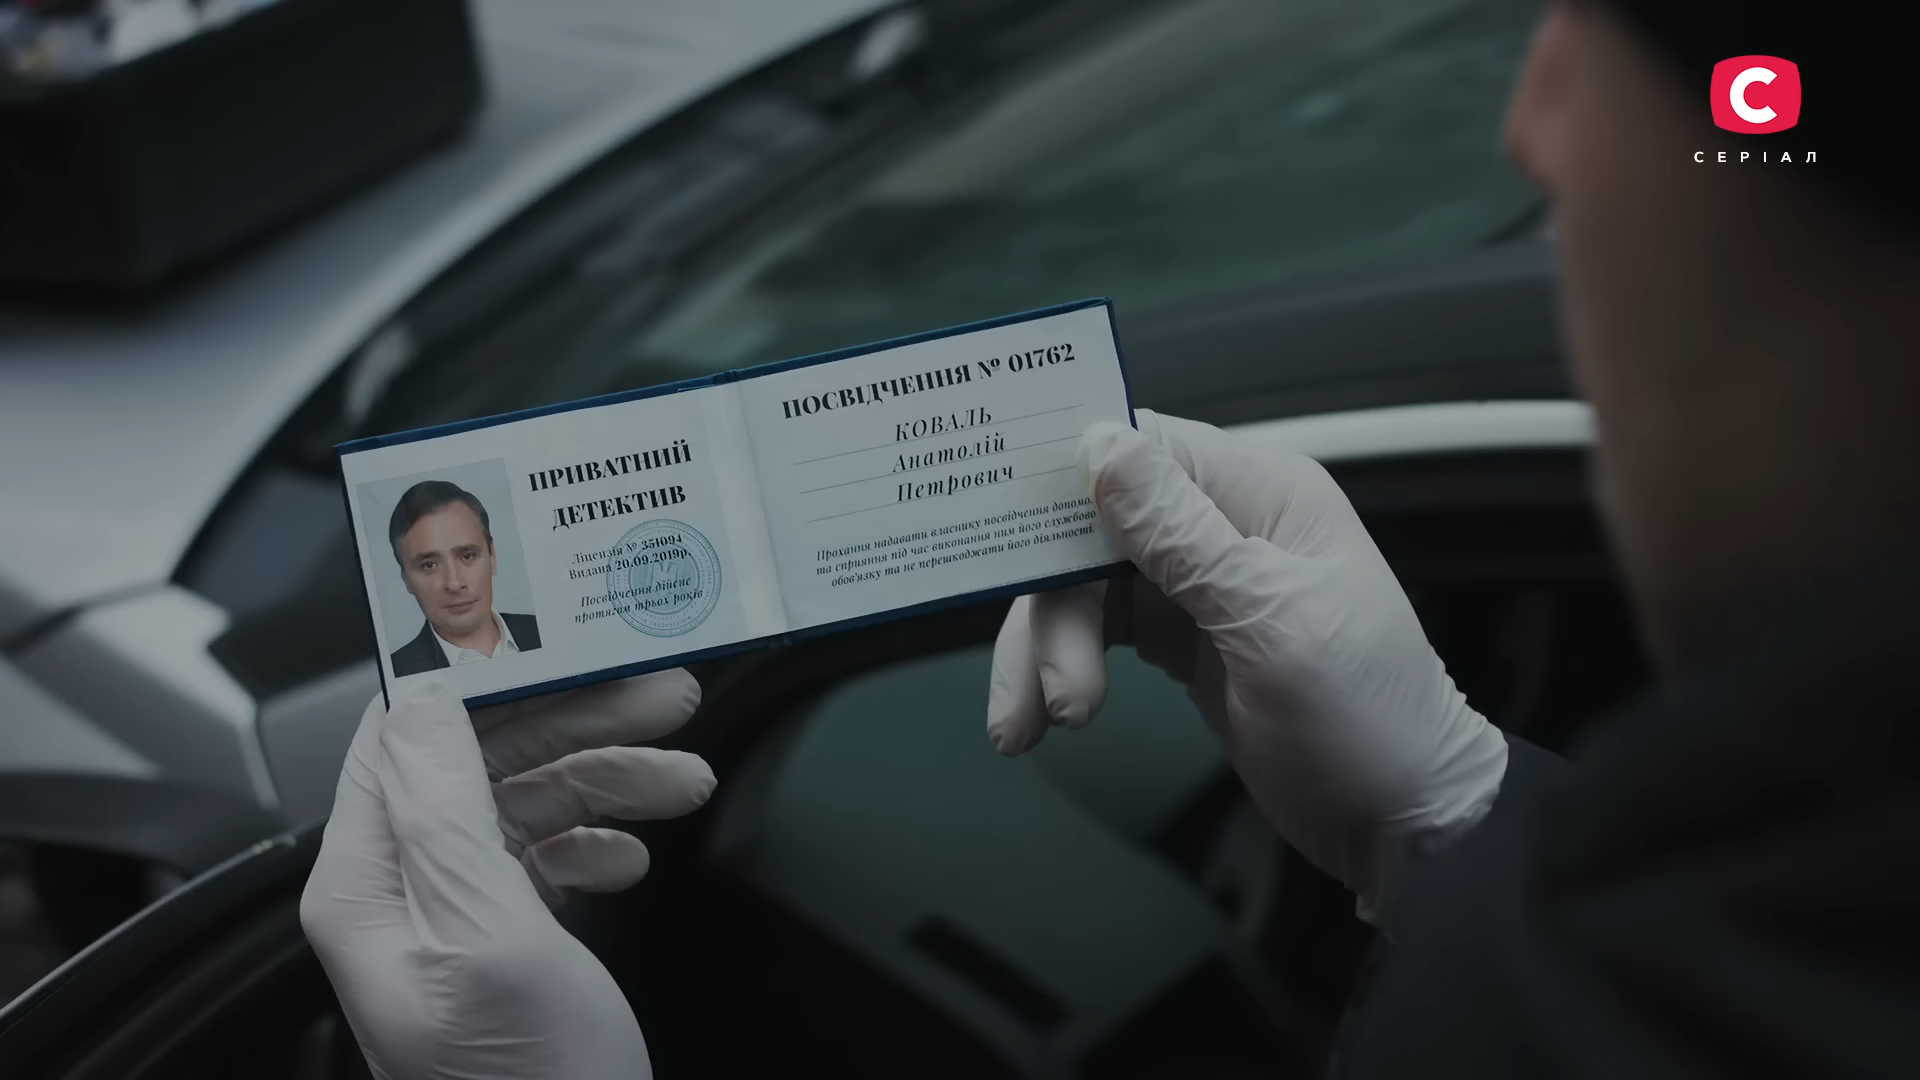 С
СЕРІАЛ
ПРИВАТНИЙ
ДЕТЕКТИВ
Ліцензія № 351094
Видана 20.09.2019р.
Посвідчення дійсне
протягом трьох років
ПОСВІДЧЕННЯ № 01762
КОВАЛЬ
Анатолій
Петрович
Прохання надавати власнику посвідчення допомо
та сприяння під час виконання ним його службово
обов'язку та не перешкоджати його діяльності.